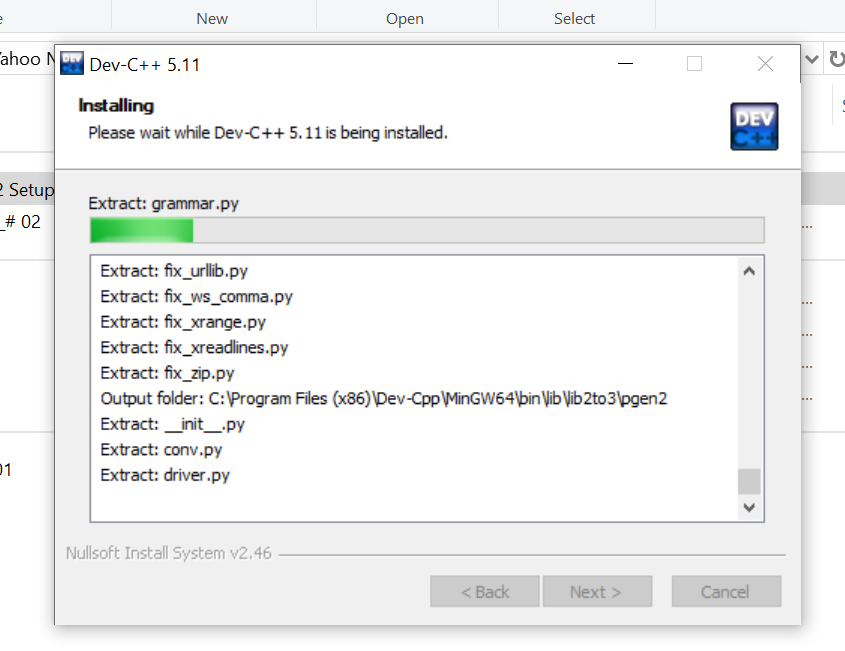 New Open Select
Dev-C++ 5.11
Installing
Please wait while Dev-C++ 5.11 is being installed.
DEV
C++
2 Setup
_# 02
Extract: grammar.py
Extract: fix_urllib.py
Extract: fix_ws_comma.py
Extract: fix_xrange.py
Extract: fix_xreadlines.py
Extract: fix_zip.py
Output folder: C:\Program Files (x86)\Dev-Cpp\MinGW64\bin\lib\lib2to3\pgen2
Extract: __init__.py
Extract: conv.py
Extract: driver.py
01
Nullsoft Install System v2.46
< Back Next > Cancel